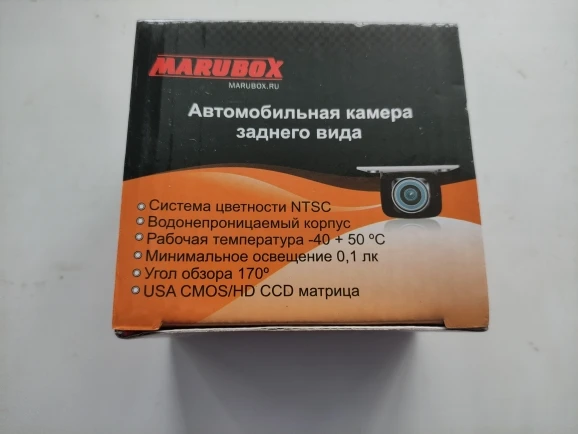 MARUBOX
MARUBOX.RU
Автомобильная камера
заднего вида
Система цветности NTSC
Водонепроницаемый корпус
Рабочая температура -40 + 50 ºC
Минимальное освещение 0,1 лк
Угол обзора 170º
USA CMOS/HD CCD матрица